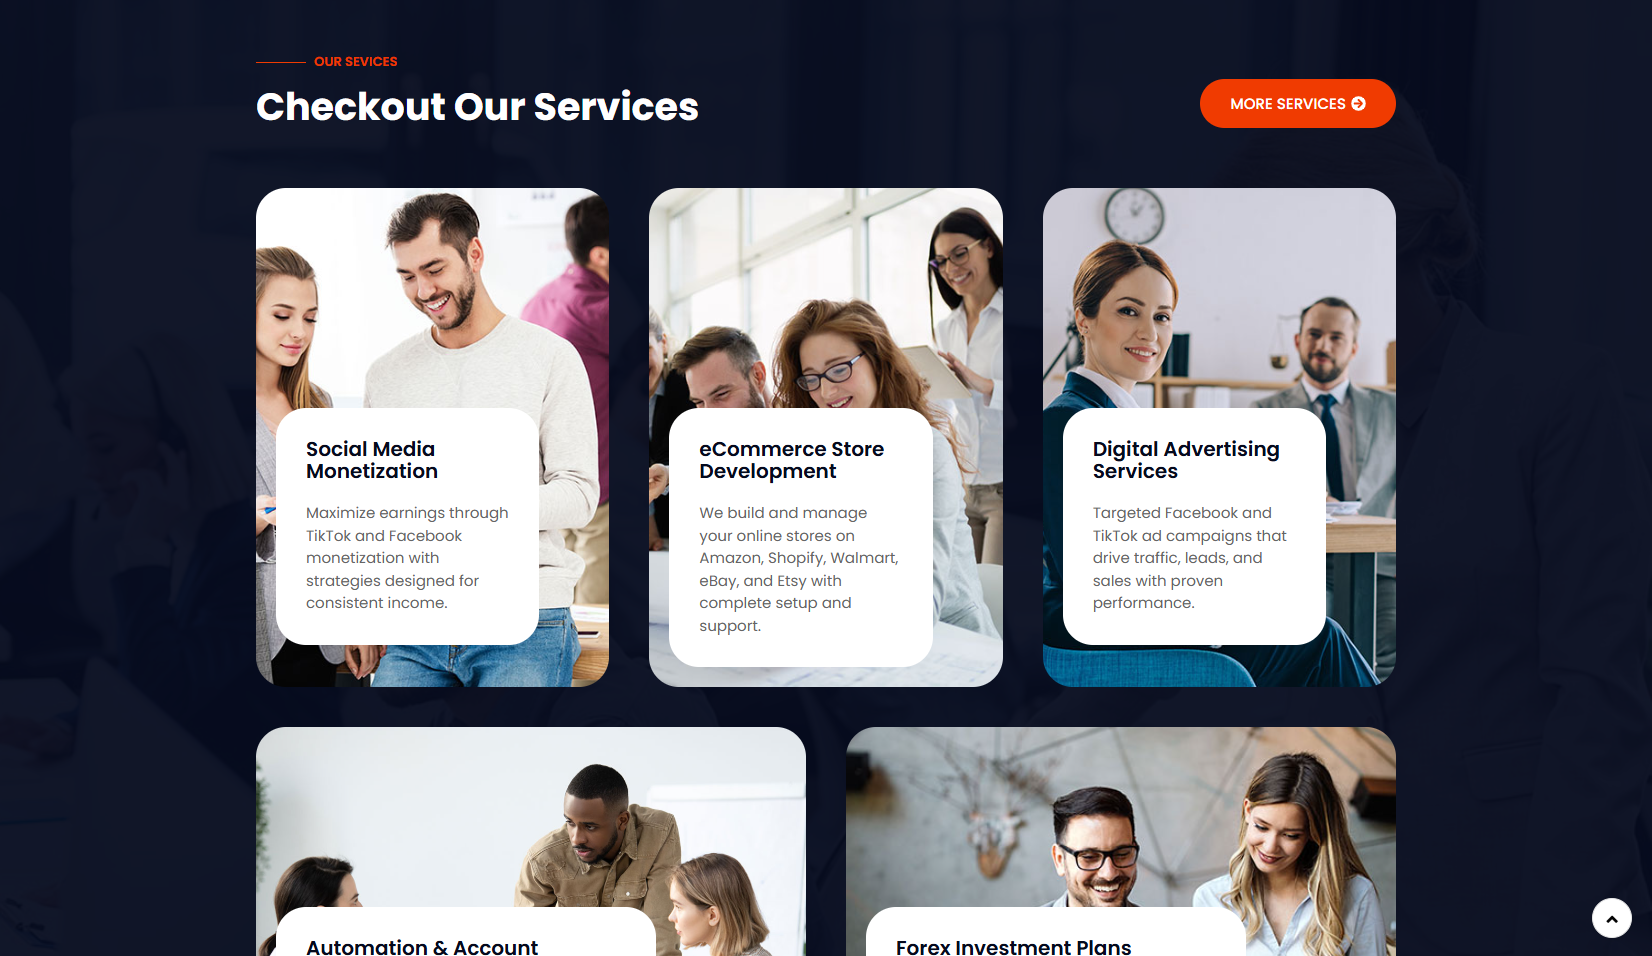 OUR SEVICES
Checkout Our Services
MORE SERVICES
Social Media
Monetization
Maximize earnings through
TikTok and Facebook
monetization with
strategies designed for
consistent income.
eCommerce Store
Development
We build and manage
your online stores on
Amazon, Shopify, Walmart,
eBay, and Etsy with
complete setup and
support.
Digital Advertising
Services
Targeted Facebook and
TikTok ad campaigns that
drive traffic, leads, and
sales with proven
performance.
Automation & Account
Forex Investment Plans